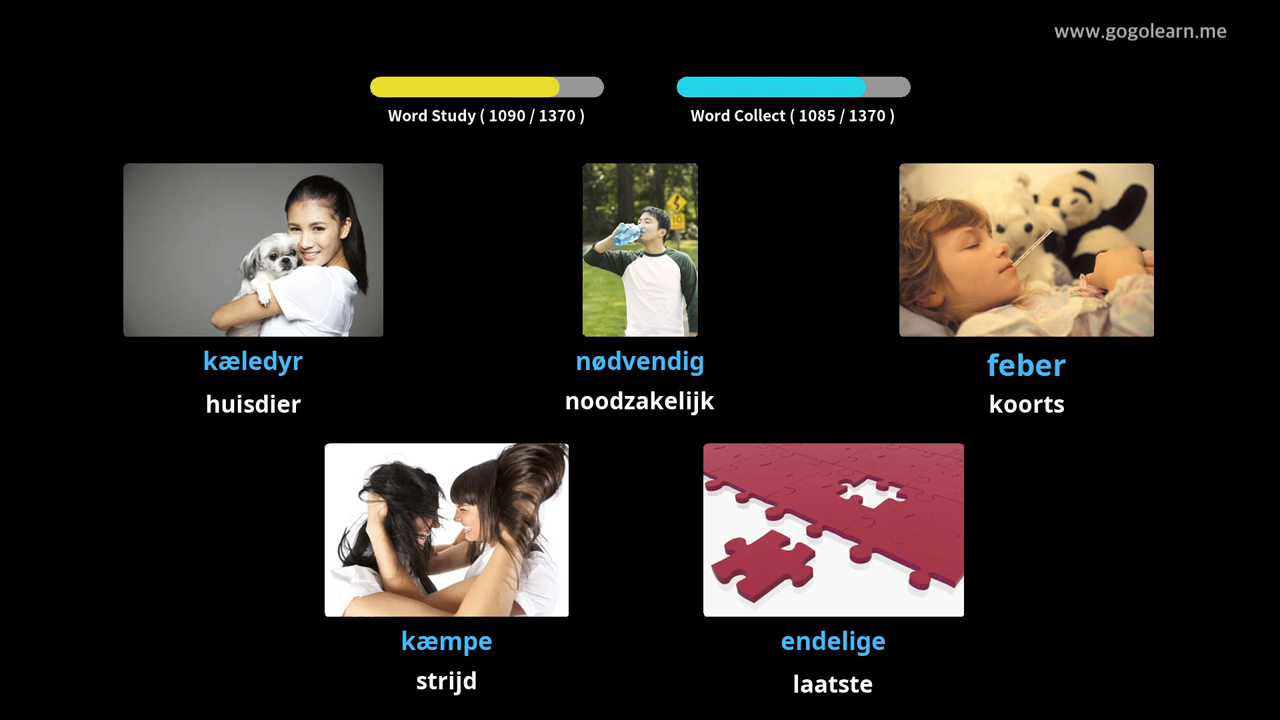 www.gogolearn.me
Word Study ( 1090 / 1370 )
Word Collect ( 1085 / 1370 )
kæledyr
huisdier
nødvendig
noodzakelijk
feber
koorts
kæmpe
strijd
endelige
laatste